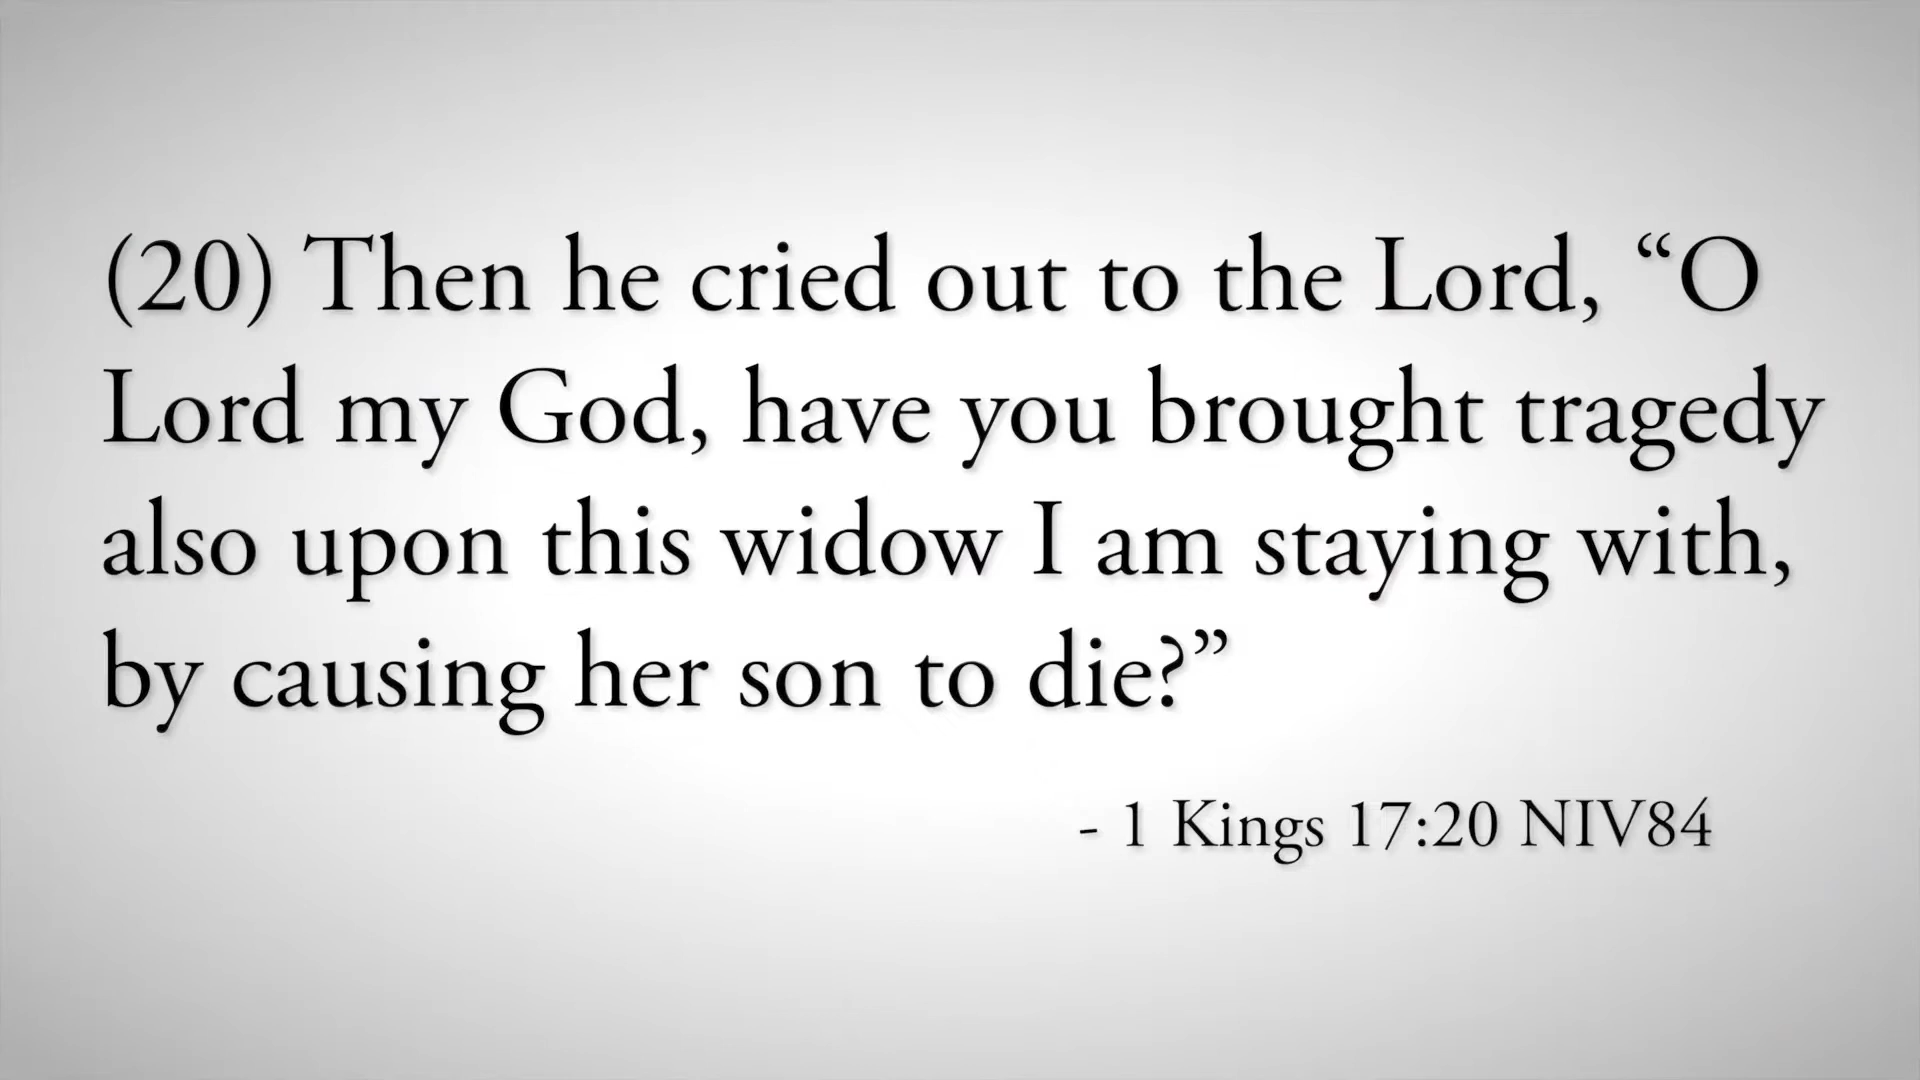 (20) Then he cried out to the Lord, “O
Lord my God, have you brought tragedy
also upon this widow I am staying with,
by causing her son to die?”
- 1 Kings 17:20 NIV84